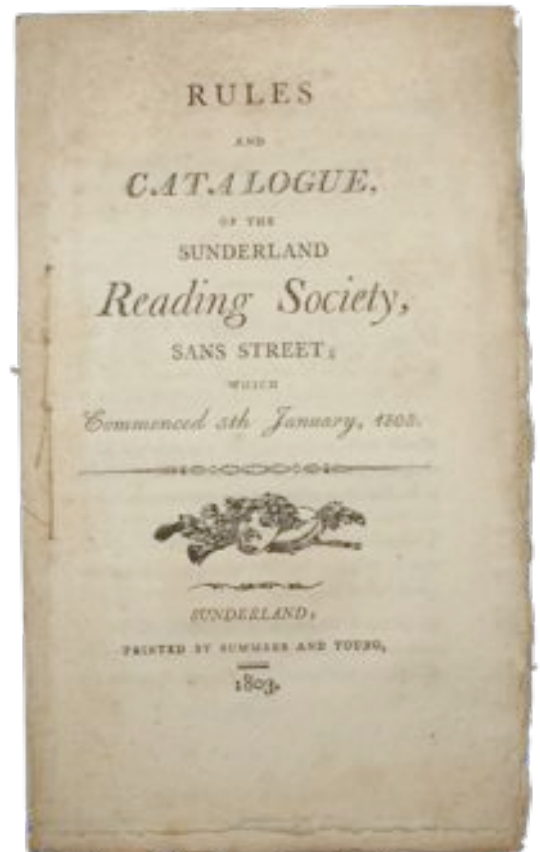 RULES
AND
CATALOGUE,
OF THE
SUNDERLAND
Reading Society,
SANS STREET;
WHICH
Commenced 5th January, 1803.
SUNDERLAND;
PRINTED BY SUMMERS AND YOUNG,
1803.